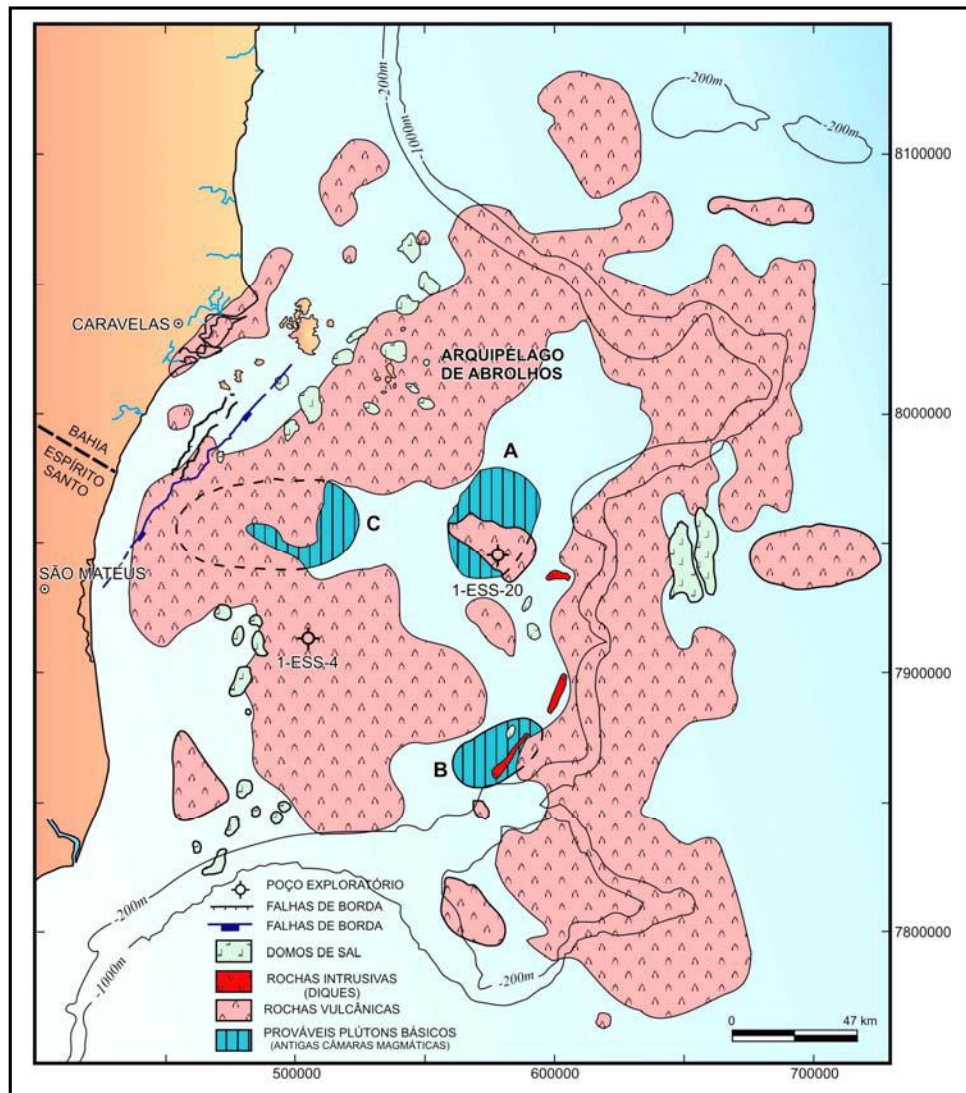 -200m
-1000m
-200m
-200m
8100000
CARAVELAS
ARQUIPÉLAGO
DE ABROLHOS
8000000
BAHIA
ESPÍRITO
SANTO
A
C
SÃO MATEUS
1-ESS-20
1-ESS-4
7900000
B
-200m
-1000m
-200m
7800000
POÇO EXPLORATÓRIO
FALHAS DE BORDA
FALHAS DE BORDA
DOMOS DE SAL
ROCHAS INTRUSIVAS
(DIQUES)
ROCHAS VULCÂNICAS
PROVÁVEIS PLÚTONS BÁSICOS
(ANTIGAS CÂMARAS MAGMÁTICAS)
0 47 km
500000 600000 700000